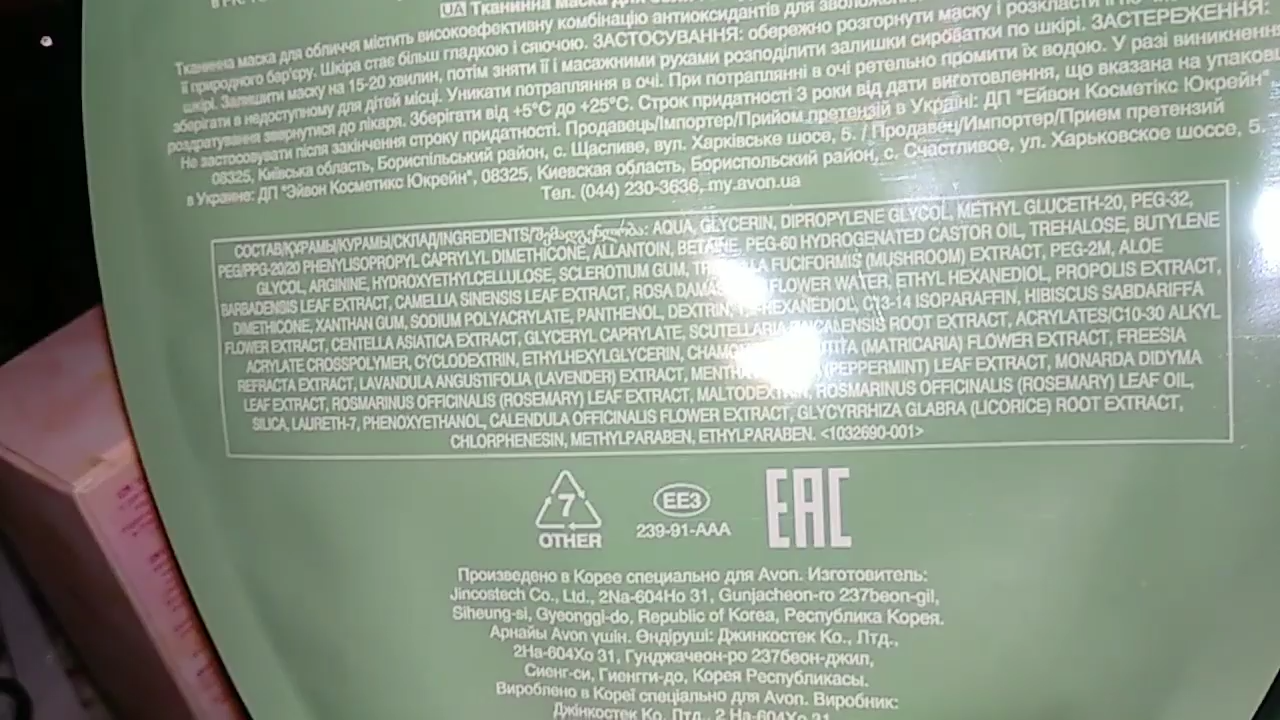 UA Тканинна маска для
Тканинна маска для обличчя містить високоефективну комбінацію антиоксидантів для
її природного бар'єру. Шкіра стає більш гладкою і сяючою. ЗАСТОСУВАННЯ: обережно розгорнути маску і розкласти її по
шкірі. Залишити маску на 15-20 хвилин, потім зняти її і масажними рухами розподілити залишки сироватки по шкірі. ЗАСТЕРЕЖЕННЯ:
зберігати в недоступному для дітей місці. Уникати потрапляння в очі. При потраплянні в очі ретельно промити їх водою. У разі виникнення
роздратування звернутися до лікаря. Зберігати від +5°C до +25°C. Строк придатності 3 роки від дати виготовлення, що вказана на упаковці
Не застосовувати після закінчення строку придатності. Продавець/Імпортер/Прийом претензій в Україні: ДП "Ейвон Косметікс Юкрейн"
08325, Київська область, Бориспільський район, с. Щасливе, вул. Харківське шосе, 5. / Продавец/Импортер/Прием претензий
в Украине: ДП "Эйвон Косметикс Юкрейн", 08325, Киевская область, Бориспольский район, с. Счастливое, ул. Харьковское шоссе, 5.
Тел. (044) 230-3636, my.avon.ua
СОСТАВ/ҚҰРАМЫ/КУРАМЫ/СКЛАД/INGREDIENTS/შემადგენლობა: AQUA, GLYCERIN, DIPROPYLENE GLYCOL, METHYL GLUCETH-20, PEG-32,
PEG/PPG-20/20 PHENYLISOPROPYL CAPRYLYL DIMETHICONE, ALLANTOIN, BETAINE, PEG-60 HYDROGENATED CASTOR OIL, TREHALOSE, BUTYLENE
GLYCOL, ARGININE, HYDROXYETHYLCELLULOSE, SCLEROTIUM GUM, FUCIFORMIS (MUSHROOM) EXTRACT, PEG-2M, ALOE
BARBADENSIS LEAF EXTRACT, CAMELLIA SINENSIS LEAF EXTRACT, ROSA FLOWER WATER, ETHYL HEXANEDIOL, PROPOLIS EXTRACT,
DIMETHICONE, XANTHAN GUM, SODIUM POLYACRYLATE, PANTHENOL, DEXTRIN, C13-14 ISOPARAFFIN, HIBISCUS SABDARIFFA
FLOWER EXTRACT, CENTELLA ASIATICA EXTRACT, GLYCERYL CAPRYLATE, SCUTELLARIA BAICALENSIS ROOT EXTRACT, ACRYLATES/C10-30 ALKYL
ACRYLATE CROSSPOLYMER, CYCLODEXTRIN, ETHYLHEXYLGLYCERIN, (MATRICARIA) FLOWER EXTRACT, FREESIA
REFRACTA EXTRACT, LAVANDULA ANGUSTIFOLIA (LAVENDER) EXTRACT, MENTHA (PEPPERMINT) LEAF EXTRACT, MONARDA DIDYMA
LEAF EXTRACT, ROSMARINUS OFFICINALIS (ROSEMARY) LEAF EXTRACT, MALTODEXTRIN, ROSMARINUS OFFICINALIS (ROSEMARY) LEAF OIL,
SILICA, LAURETH-7, PHENOXYETHANOL, CALENDULA OFFICINALIS FLOWER EXTRACT, GLYCYRRHIZA GLABRA (LICORICE) ROOT EXTRACT,
CHLORPHENESIN, METHYLPARABEN, ETHYLPARABEN. <1032690-001>
7
OTHER
EE3
239-91-AAA
EAC
Произведено в Корее специально для Avon. Изготовитель:
Jincostech Co., Ltd., 2Na-604Ho 31, Gunjacheon-ro 237beon-gil,
Siheung-si, Gyeonggi-do, Republic of Korea, Республика Корея.
Арнайы Avon үшін. Өндіруші: Джинкостек Ко., Лтд.,
2На-604Хо 31, Гунджачеон-ро 237беон-джил,
Сиенг-си, Гиенгги-до, Корея Республикасы.
Вироблено в Кореї спеціально для Avon. Виробник:
Джінкостек Ко. Лтд., 2 На-604Хо 31